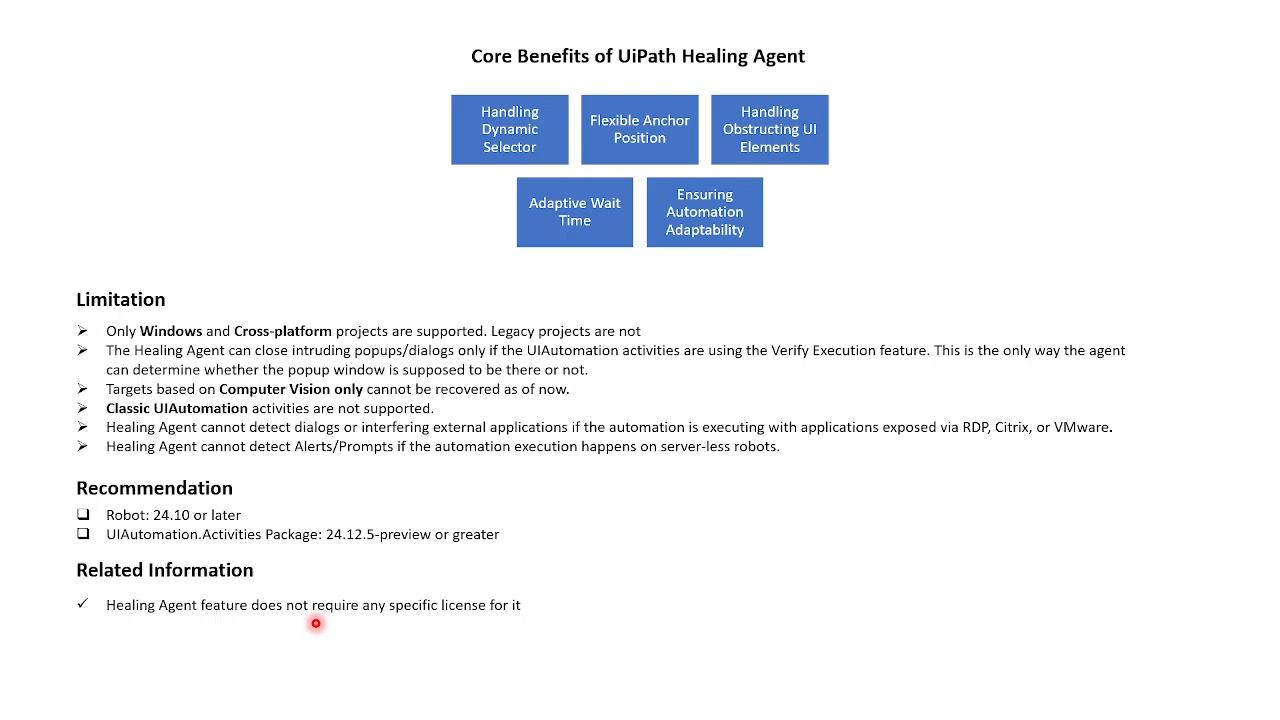 Core Benefits of UiPath Healing Agent
Handling
Dynamic
Selector
Flexible Anchor
Position
Handling
Obstructing UI
Elements
Adaptive Wait
Time
Ensuring
Automation
Adaptability
Limitation
Only Windows and Cross-platform projects are supported. Legacy projects are not
The Healing Agent can close intruding popups/dialogs only if the UIAutomation activities are using the Verify Execution feature. This is the only way the agent
can determine whether the popup window is supposed to be there or not.
Targets based on Computer Vision only cannot be recovered as of now.
Classic UIAutomation activities are not supported.
Healing Agent cannot detect dialogs or interfering external applications if the automation is executing with applications exposed via RDP, Citrix, or VMware.
Healing Agent cannot detect Alerts/Prompts if the automation execution happens on server-less robots.
Recommendation
Robot: 24.10 or later
UIAutomation.Activities Package: 24.12.5-preview or greater
Related Information
Healing Agent feature does not require any specific license for it